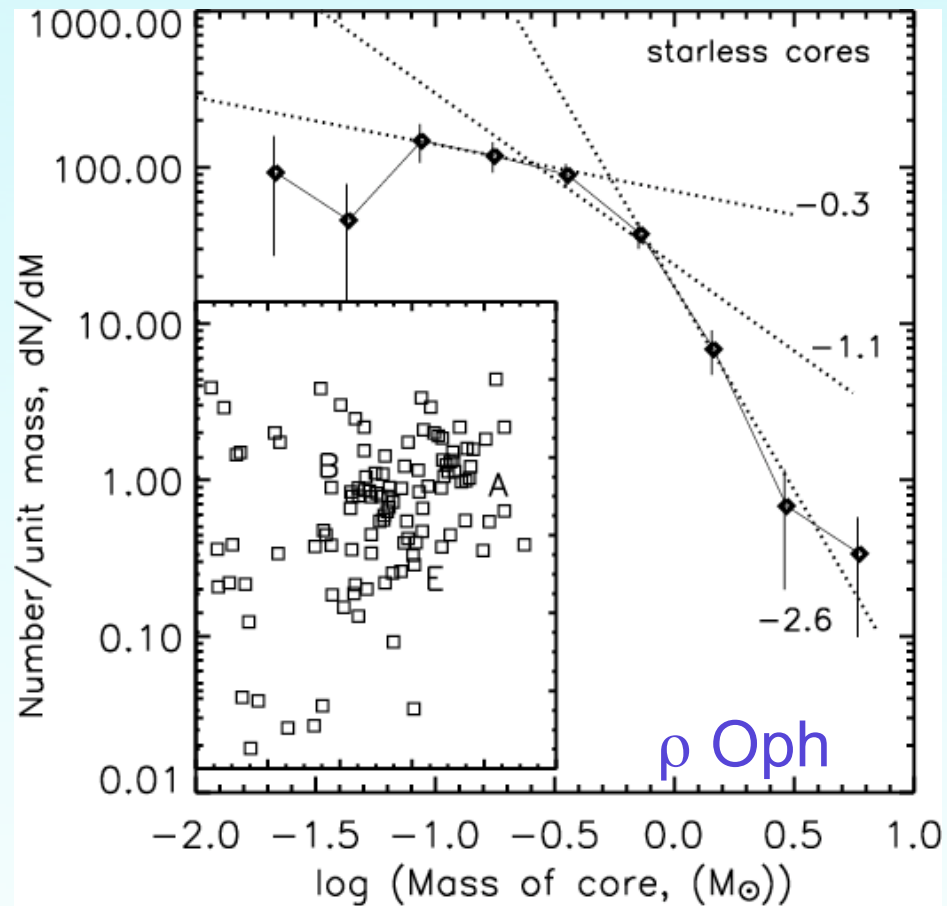 1000.00
100.00
10.00
1.00
0.10
0.01
Number/unit mass, dN/dM
starless cores
−0.3
−1.1
−2.6
B
A
E
ρ Oph
−2.0 −1.5 −1.0 −0.5 0.0 0.5 1.0
log (Mass of core, (M⊙))